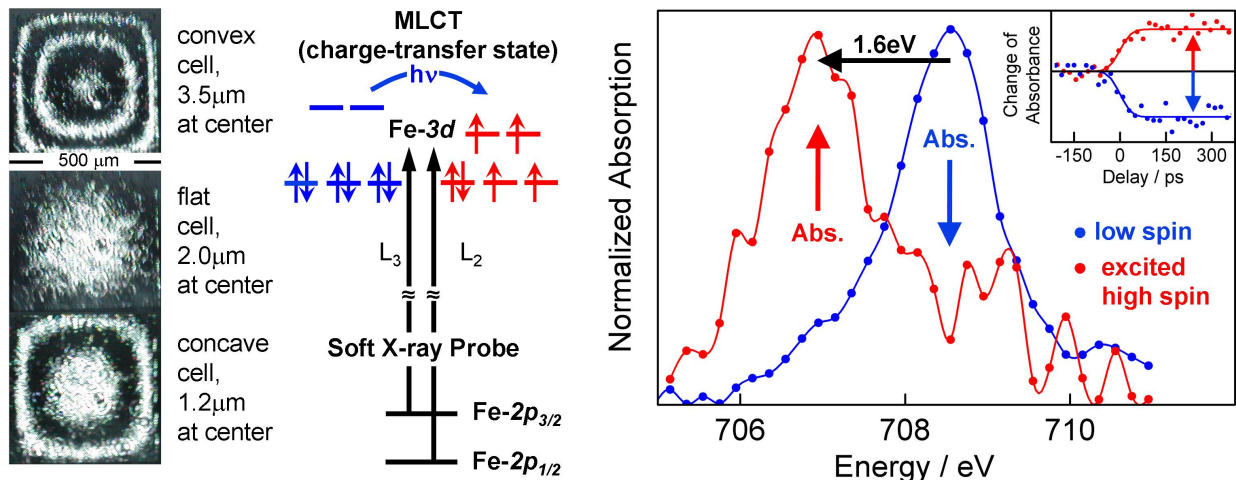 convex
cell,
3.5μm
at center
500 μm
flat
cell,
2.0μm
at center
concave
cell,
1.2μm
at center
MLCT
(charge-transfer state)
hν
Fe-3d
L3
L2
≈ ≈
Soft X-ray Probe
Fe-2p3/2
Fe-2p1/2
Normalized Absorption
1.6eV
Abs.
Abs.
low spin
excited
high spin
706 708 710
Energy / eV
Change of
Absorbance
-150 0 150 300
Delay / ps